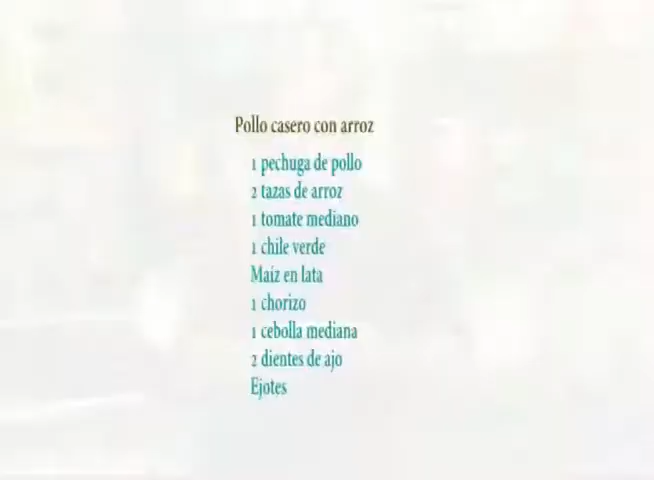 Pollo casero con arroz
1 pechuga de pollo
2 tazas de arroz
1 tomate mediano
1 chile verde
Maíz en lata
1 chorizo
1 cebolla mediana
2 dientes de ajo
Ejotes